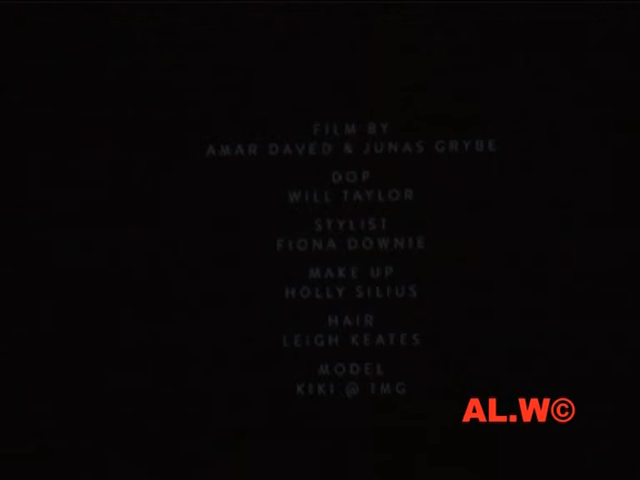 FILM BY
AMAR DAVED & JUNAS GRYBE
DOP
WILL TAYLOR
STYLIST
FIONA DOWNIE
MAKE UP
HOLLY SILIUS
HAIR
LEIGH KEATES
MODEL
KIKI @ IMG
AL.W©